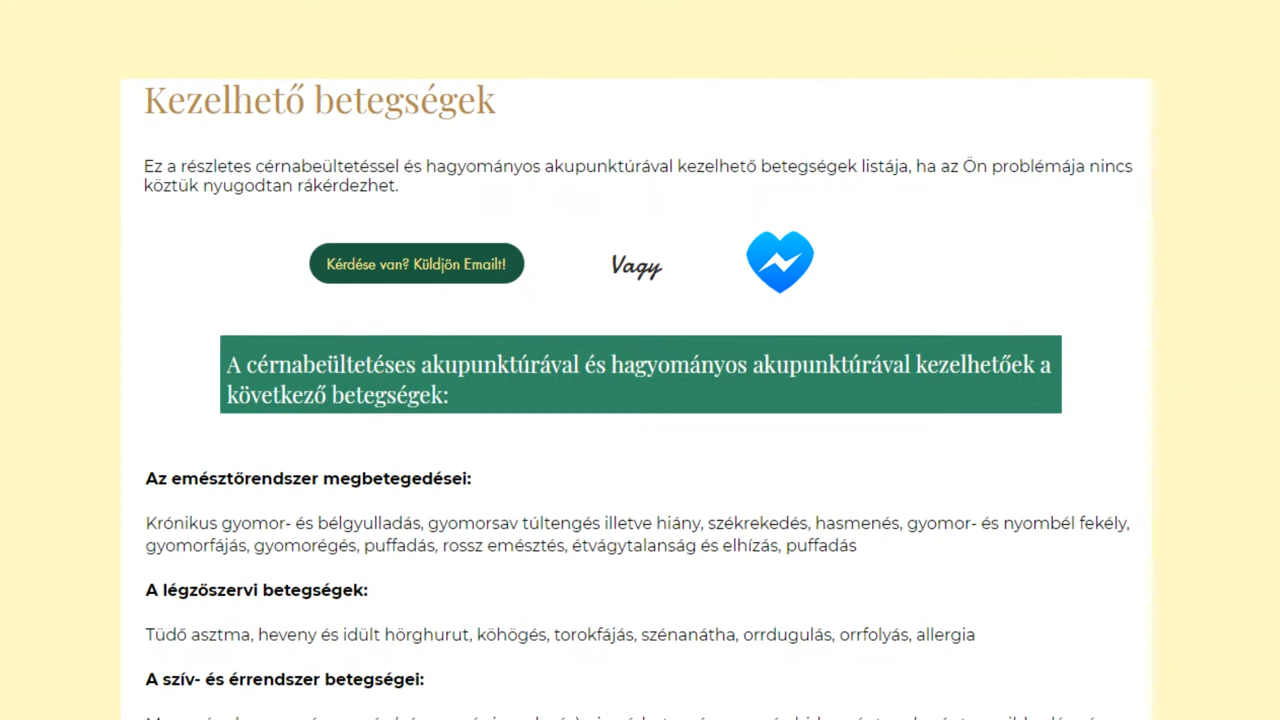 Kezelhető betegségek
Ez a részletes cérnabeültetéssel és hagyományos akupunktúrával kezelhető betegségek listája, ha az Ön problémája nincs
köztük nyugodtan rákérdezhet.
Kérdése van? Küldjön Emailt!
Vagy
A cérnabeültetéses akupunktúrával és hagyományos akupunktúrával kezelhetőek a
következő betegségek:
Az emésztőrendszer megbetegedései:
Krónikus gyomor- és bélgyulladás, gyomorsav túltengés illetve hiány, székrekedés, hasmenés, gyomor- és nyombél fekély,
gyomorfájás, gyomorégés, puffadás, rossz emésztés, étvágytalanság és elhízás, puffadás
A légzőszervi betegségek:
Tüdő asztma, heveny és idült hörghurut, köhögés, torokfájás, szénanátha, orrdugulás, orrfolyás, allergia
A szív- és érrendszer betegségei: